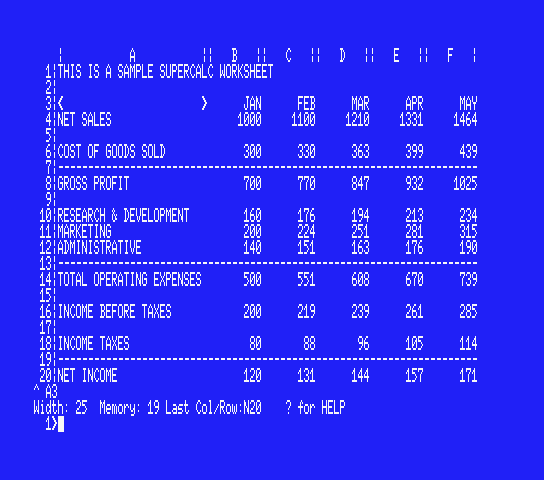 ¦ A ¦¦ B ¦¦ C ¦¦ D ¦¦ E ¦¦ F ¦
1¦THIS IS A SAMPLE SUPERCALC WORKSHEET
2¦
3¦< > JAN FEB MAR APR MAY
4¦NET SALES 1000 1100 1210 1331 1464
5¦
6¦COST OF GOODS SOLD 300 330 363 399 439
7¦----------------------------------------------------------------------
8¦GROSS PROFIT 700 770 847 932 1025
9¦
10¦RESEARCH & DEVELOPMENT 160 176 194 213 234
11¦MARKETING 200 224 251 281 315
12¦ADMINISTRATIVE 140 151 163 176 190
13¦----------------------------------------------------------------------
14¦TOTAL OPERATING EXPENSES 500 551 608 670 739
15¦
16¦INCOME BEFORE TAXES 200 219 239 261 285
17¦
18¦INCOME TAXES 80 88 96 105 114
19¦----------------------------------------------------------------------
20¦NET INCOME 120 131 144 157 171
^ A3
Width: 25 Memory: 19 Last Col/Row:N20 ? for HELP
1>